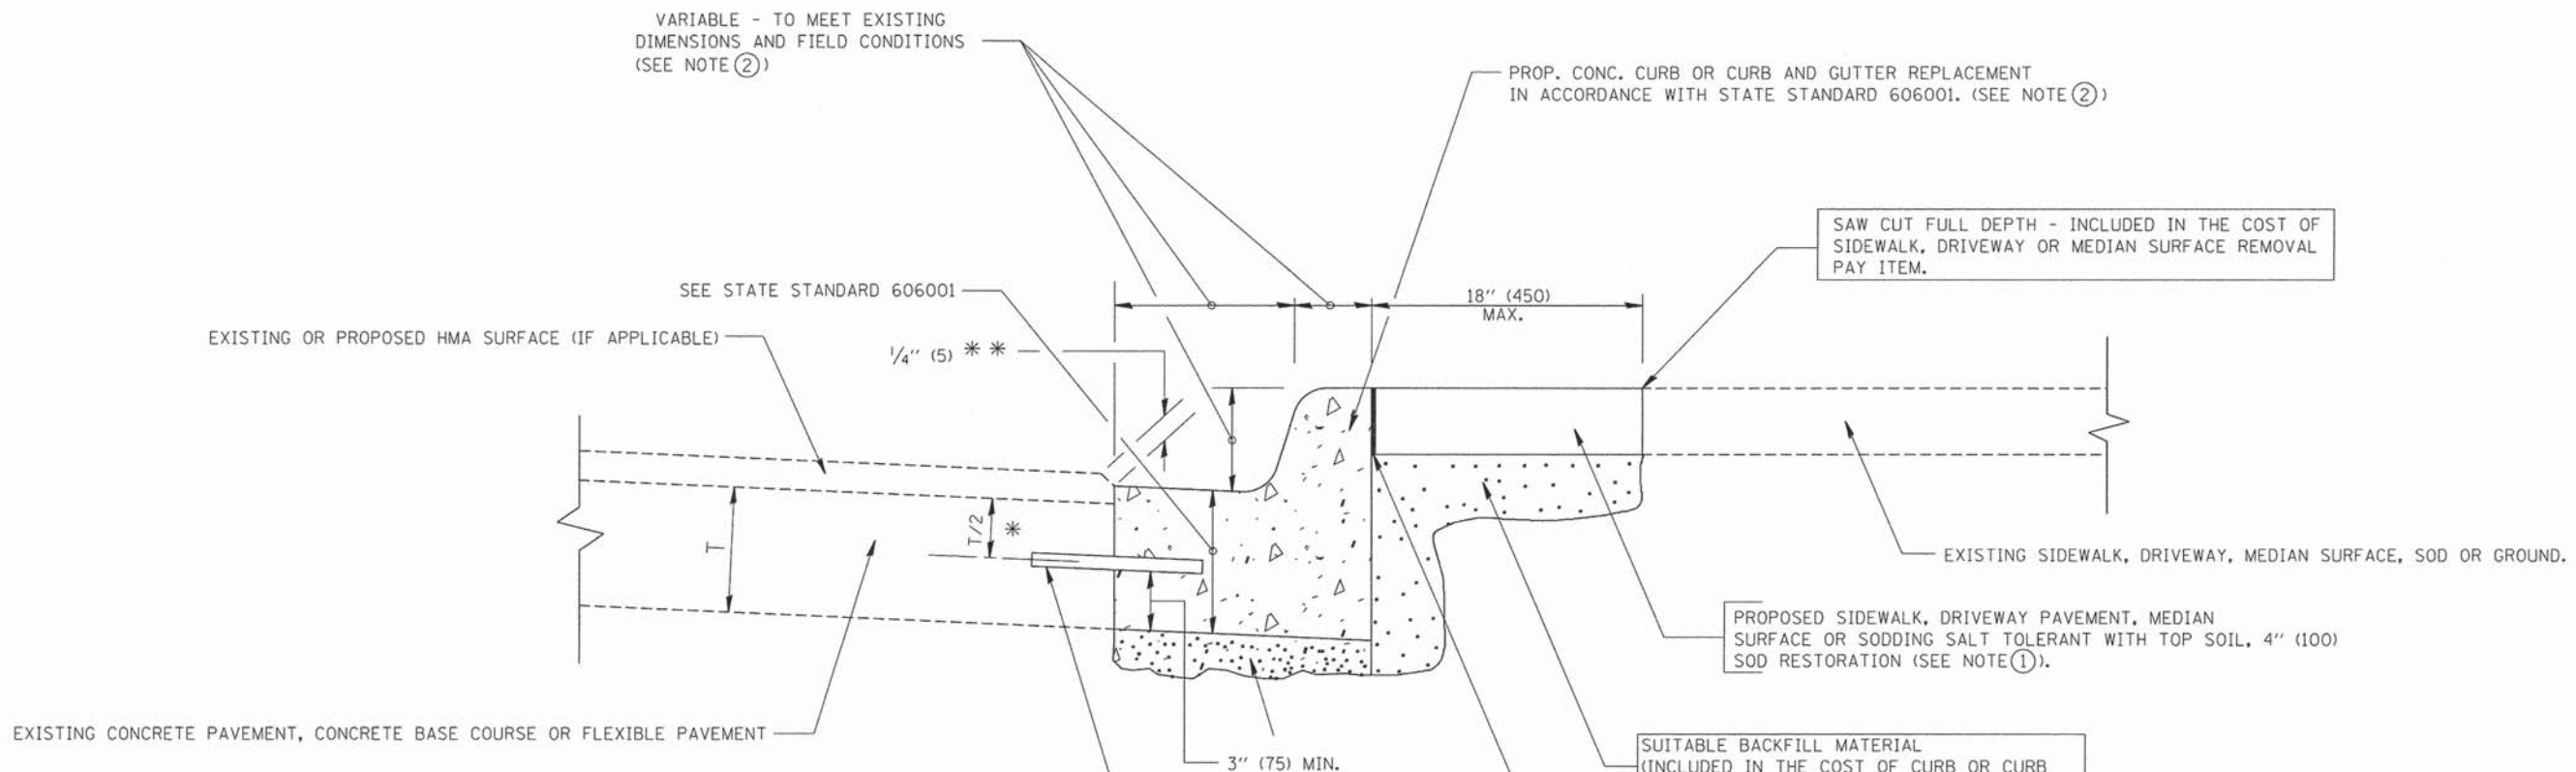 VARIABLE - TO MEET EXISTING
DIMENSIONS AND FIELD CONDITIONS
(SEE NOTE ②)
PROP. CONC. CURB OR CURB AND GUTTER REPLACEMENT
IN ACCORDANCE WITH STATE STANDARD 606001. (SEE NOTE ②)
SAW CUT FULL DEPTH - INCLUDED IN THE COST OF
SIDEWALK, DRIVEWAY OR MEDIAN SURFACE REMOVAL
PAY ITEM.
SEE STATE STANDARD 606001
18" (450)
MAX.
EXISTING OR PROPOSED HMA SURFACE (IF APPLICABLE)
1/4" (5) * *
T/2 *
T
EXISTING SIDEWALK, DRIVEWAY, MEDIAN SURFACE, SOD OR GROUND.
PROPOSED SIDEWALK, DRIVEWAY PAVEMENT, MEDIAN
SURFACE OR SODDING SALT TOLERANT WITH TOP SOIL, 4" (100)
SOD RESTORATION (SEE NOTE ①).
EXISTING CONCRETE PAVEMENT, CONCRETE BASE COURSE OR FLEXIBLE PAVEMENT
3" (75) MIN.
SUITABLE BACKFILL MATERIAL
(INCLUDED IN THE COST OF CURB OR CURB